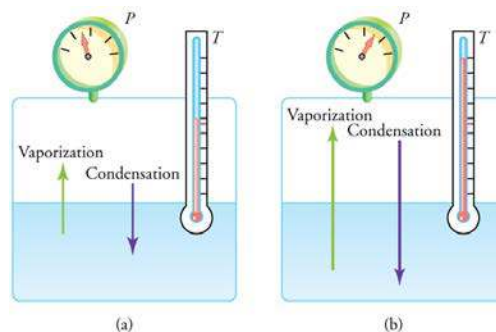 P
T
Vaporization
Condensation
(a)
P
T
Vaporization
Condensation
(b)